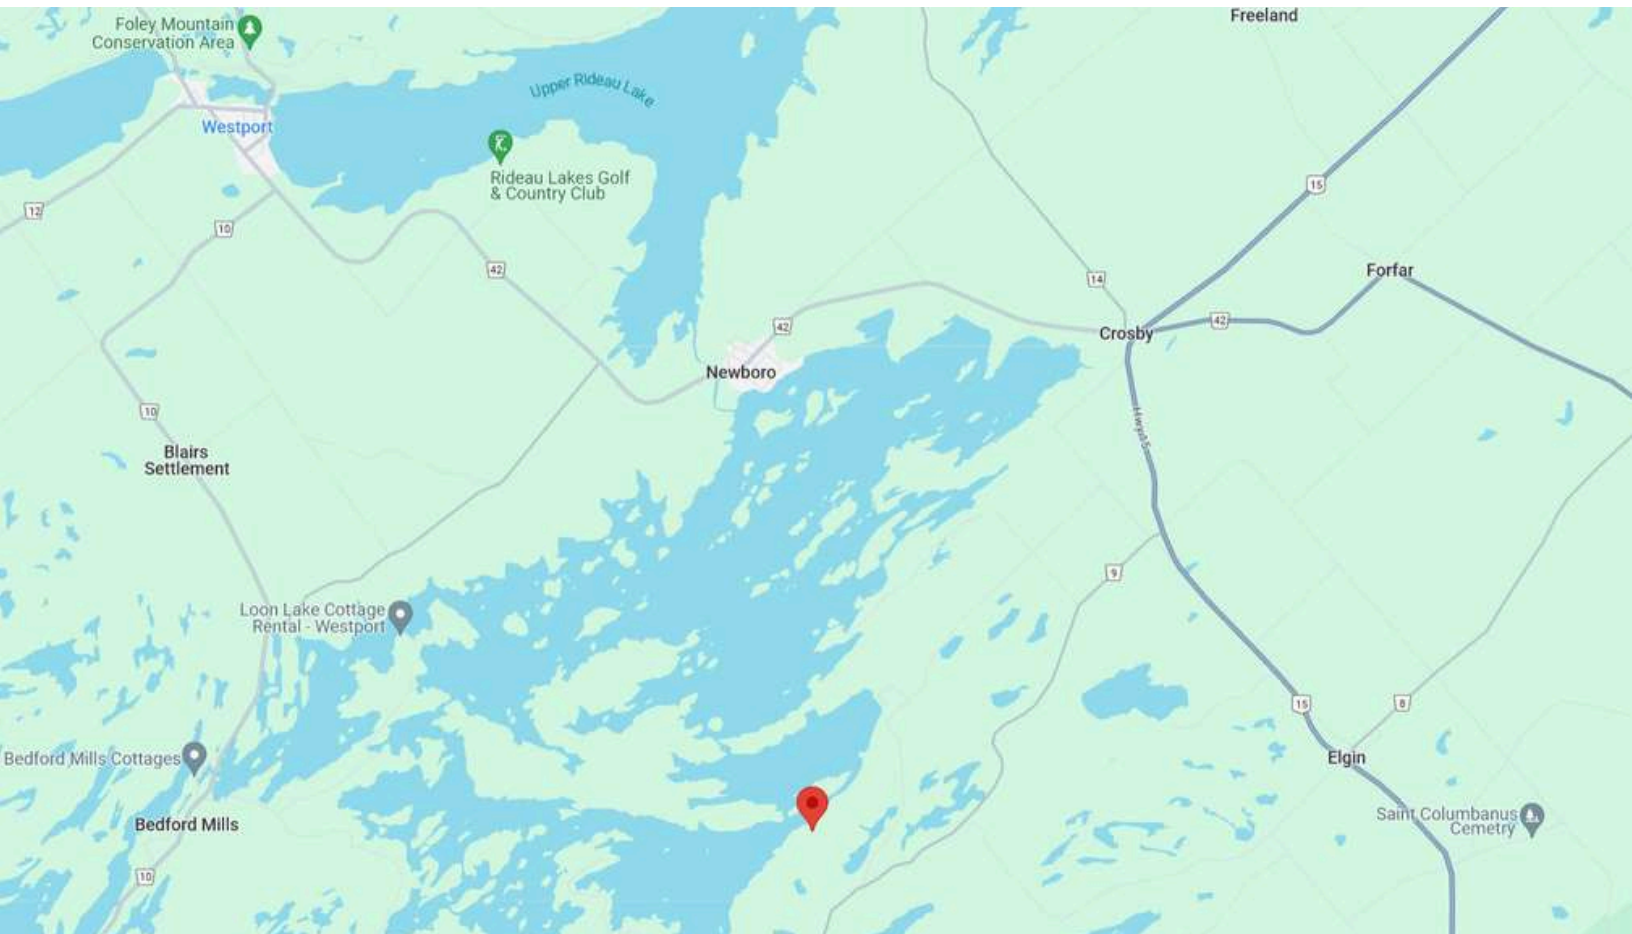 Freeland
Foley Mountain
Conservation Area
Upper Rideau Lake
Westport
Rideau Lakes Golf
& Country Club
15
12
10
42
14
Forfar
42
42
Crosby
Newboro
10
Hwy 15
Blairs
Settlement
9
Loon Lake Cottage
Rental - Westport
15
8
Bedford Mills Cottages
Elgin
Saint Columbanus
Cemetry
Bedford Mills
10